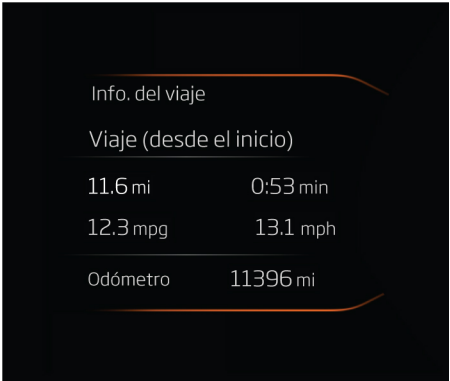 Info. del viaje
Viaje (desde el inicio)
11.6 mi 0:53 min
12.3 mpg 13.1 mph
Odómetro 11396 mi